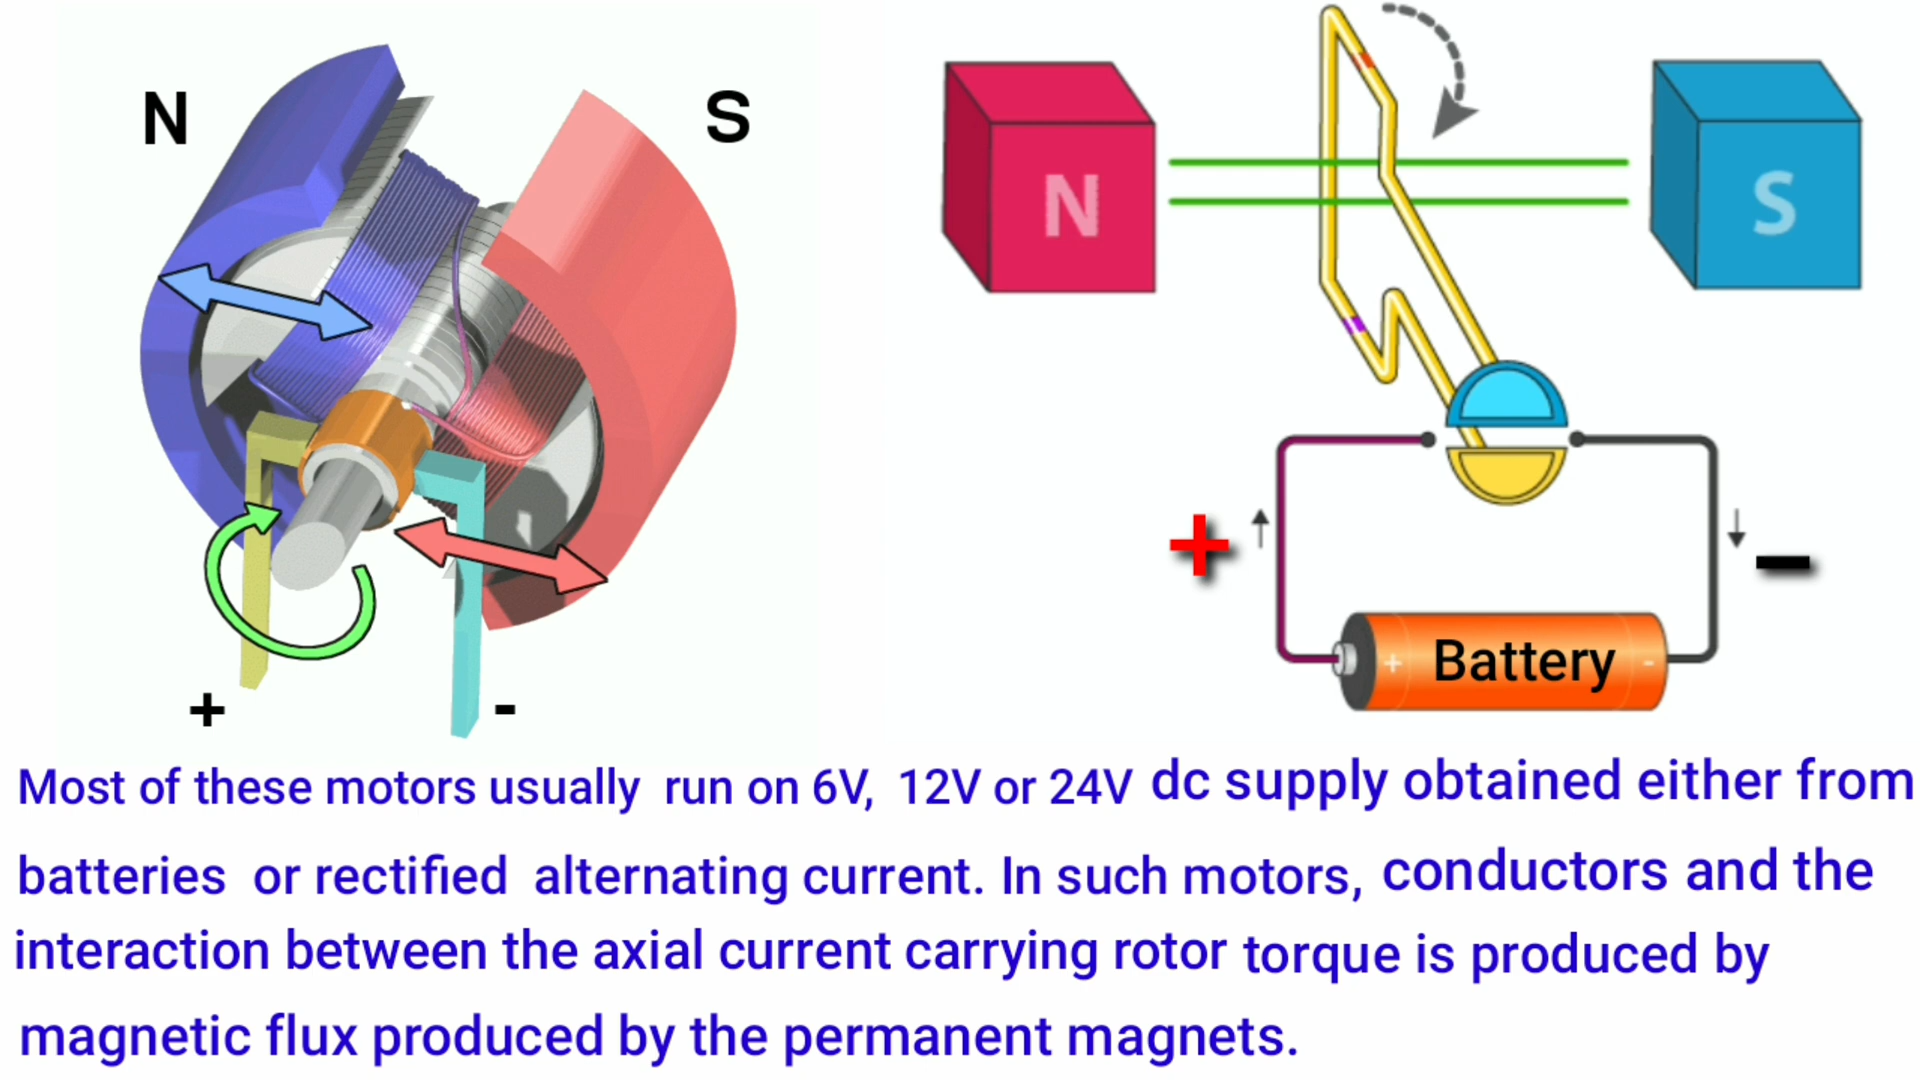 N
S
+
-
N
S
+
−
+ Battery -
Most of these motors usually run on 6V, 12V or 24V dc supply obtained either from
batteries or rectified alternating current. In such motors, conductors and the
interaction between the axial current carrying rotor torque is produced by
magnetic flux produced by the permanent magnets.